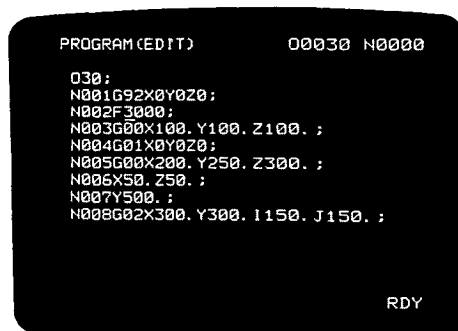 PROGRAM(EDIT) O0030 N0000
O30;
N001G92X0Y0Z0;
N002F3000;
N003G00X100.Y100.Z100.;
N004G01X0Y0Z0;
N005G00X200.Y250.Z300.;
N006X50.Z50.;
N007Y500.;
N008G02X300.Y300.I150.J150.;
RDY